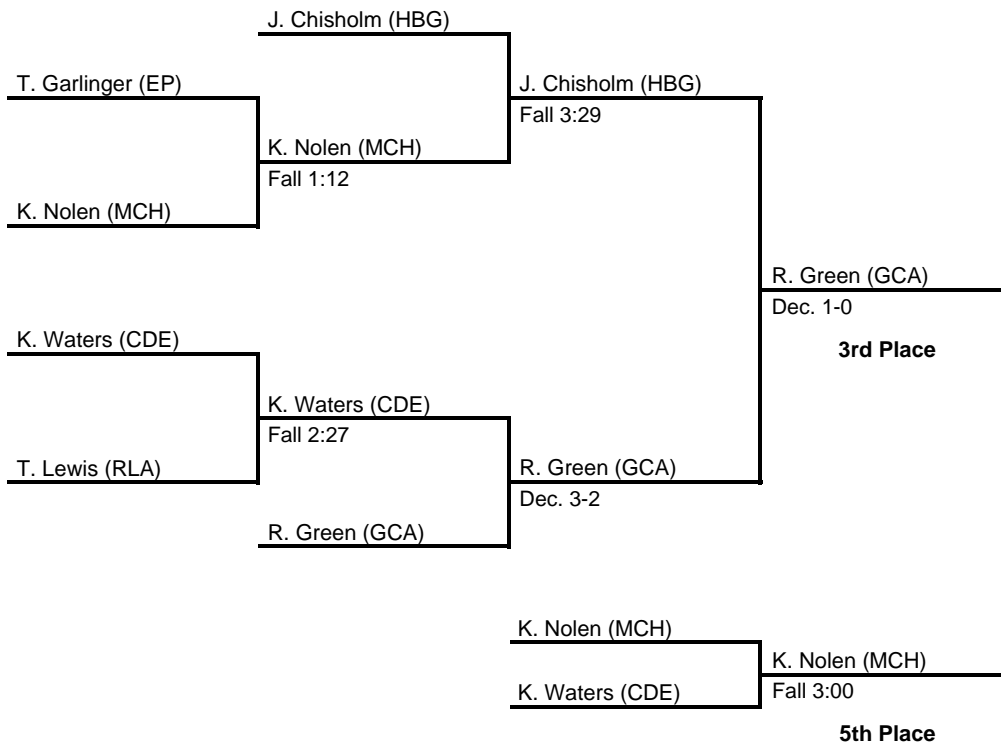 J. Chisholm (HBG)
T. Garlinger (EP)
J. Chisholm (HBG)
Fall 3:29
K. Nolen (MCH)
Fall 1:12
K. Nolen (MCH)
R. Green (GCA)
Dec. 1-0
K. Waters (CDE)
3rd Place
K. Waters (CDE)
Fall 2:27
T. Lewis (RLA)
R. Green (GCA)
Dec. 3-2
R. Green (GCA)
K. Nolen (MCH)
K. Nolen (MCH)
Fall 3:00
K. Waters (CDE)
5th Place